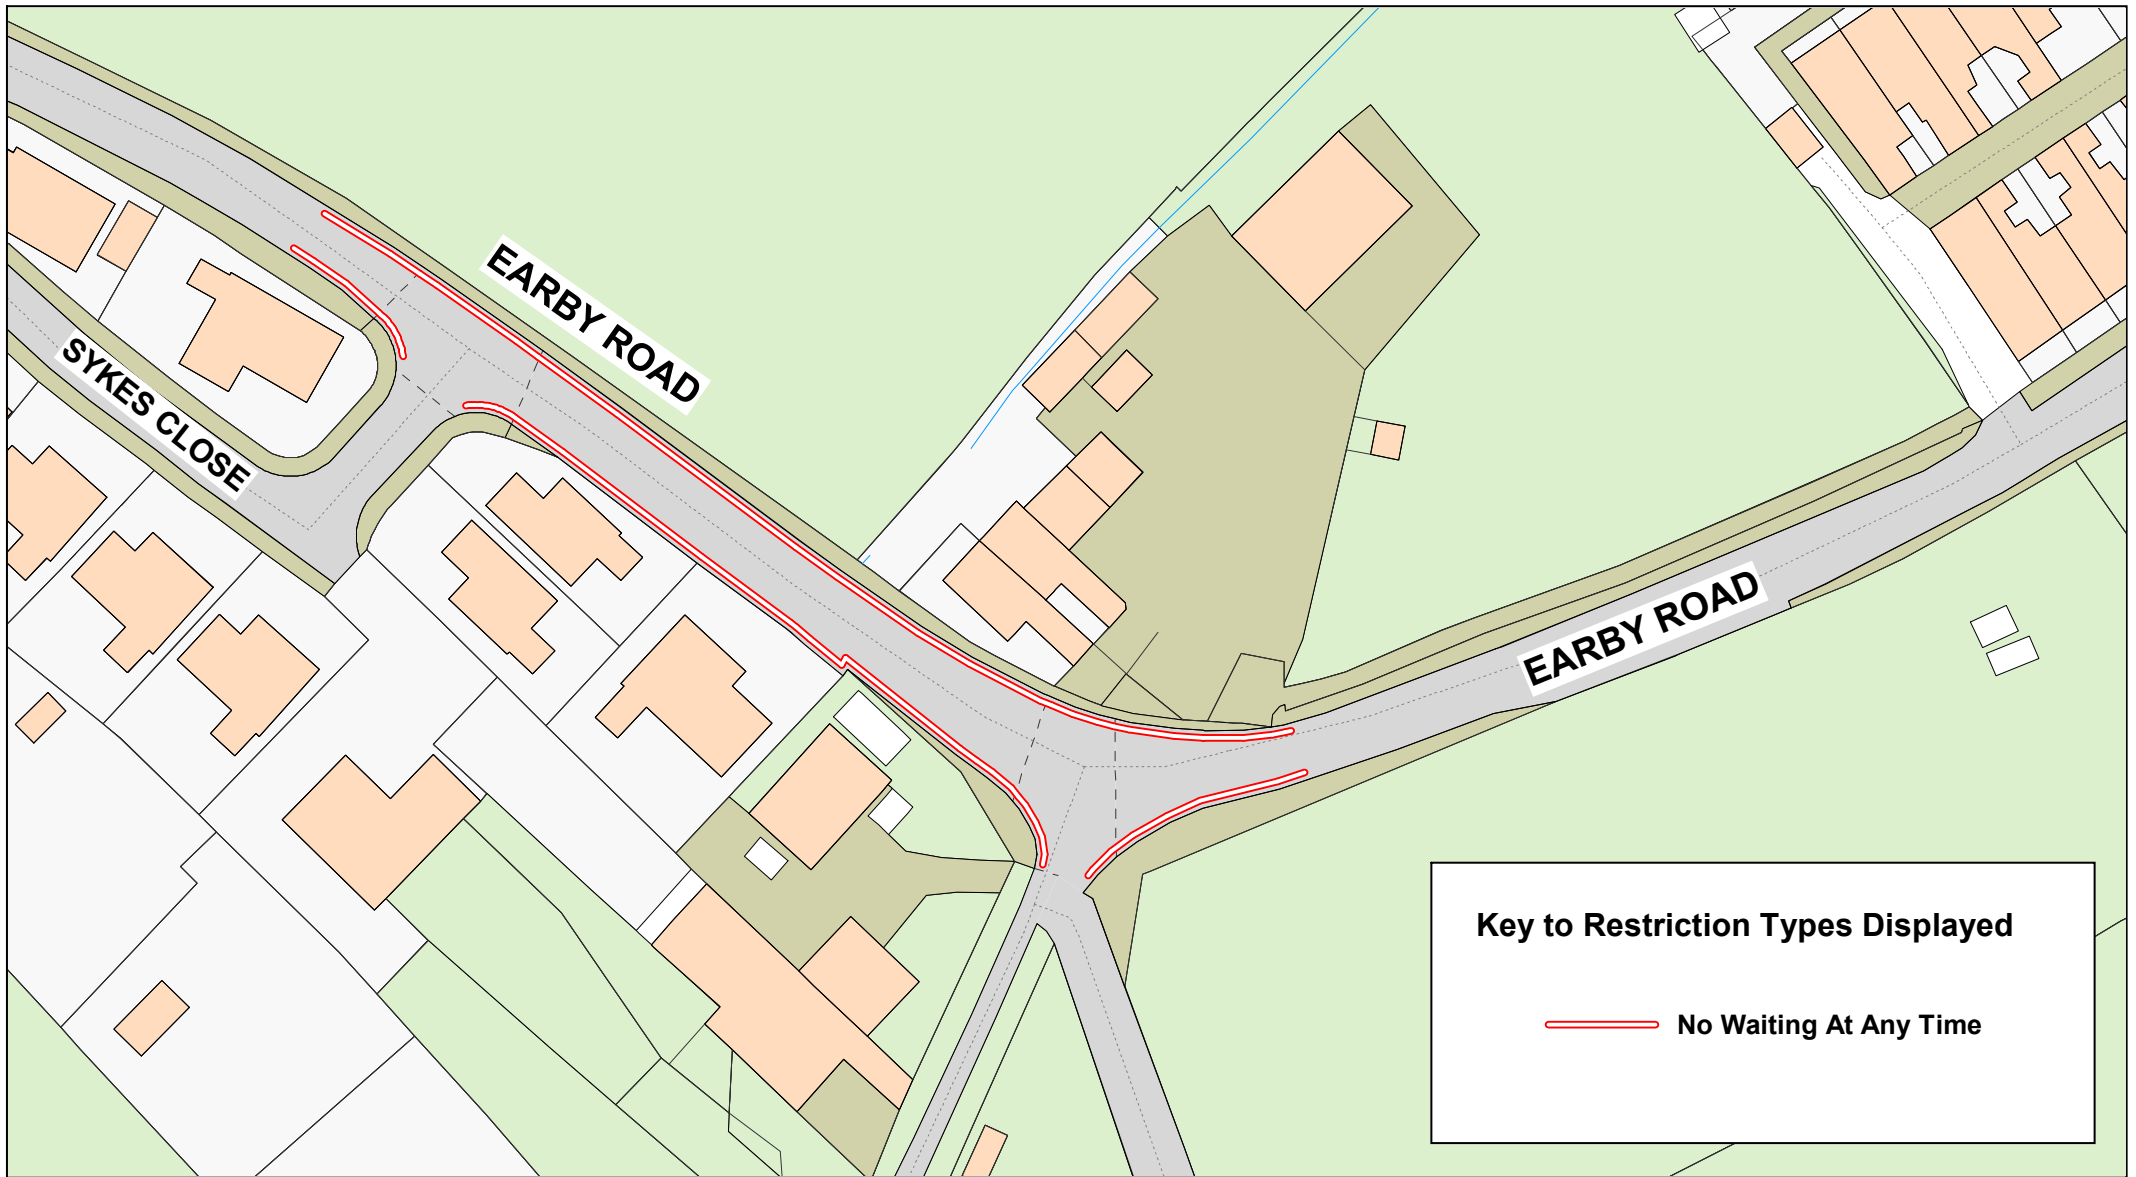 EARBY ROAD
SYKES CLOSE
EARBY ROAD
Key to Restriction Types Displayed
No Waiting At Any Time